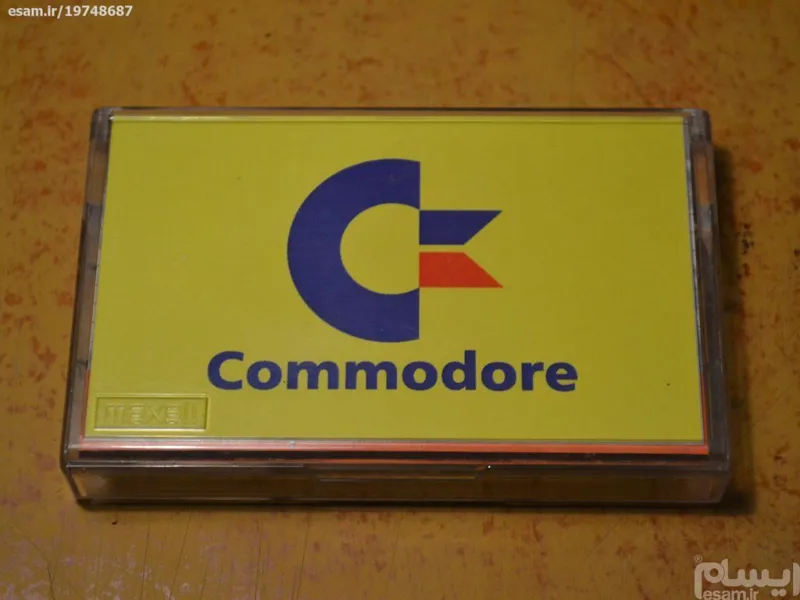 esam.ir/19748687
Commodore
maxell
ایسام
esam.ir